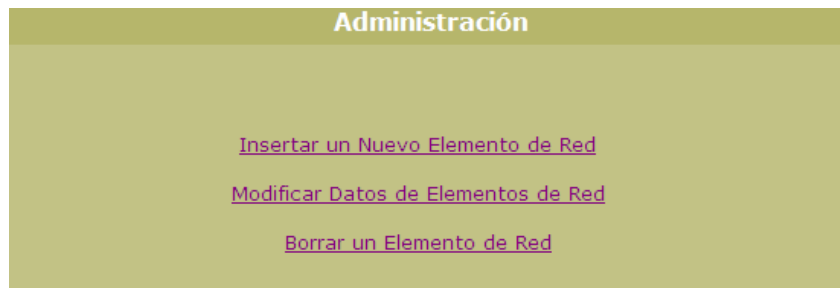 Administración
Insertar un Nuevo Elemento de Red
Modificar Datos de Elementos de Red
Borrar un Elemento de Red